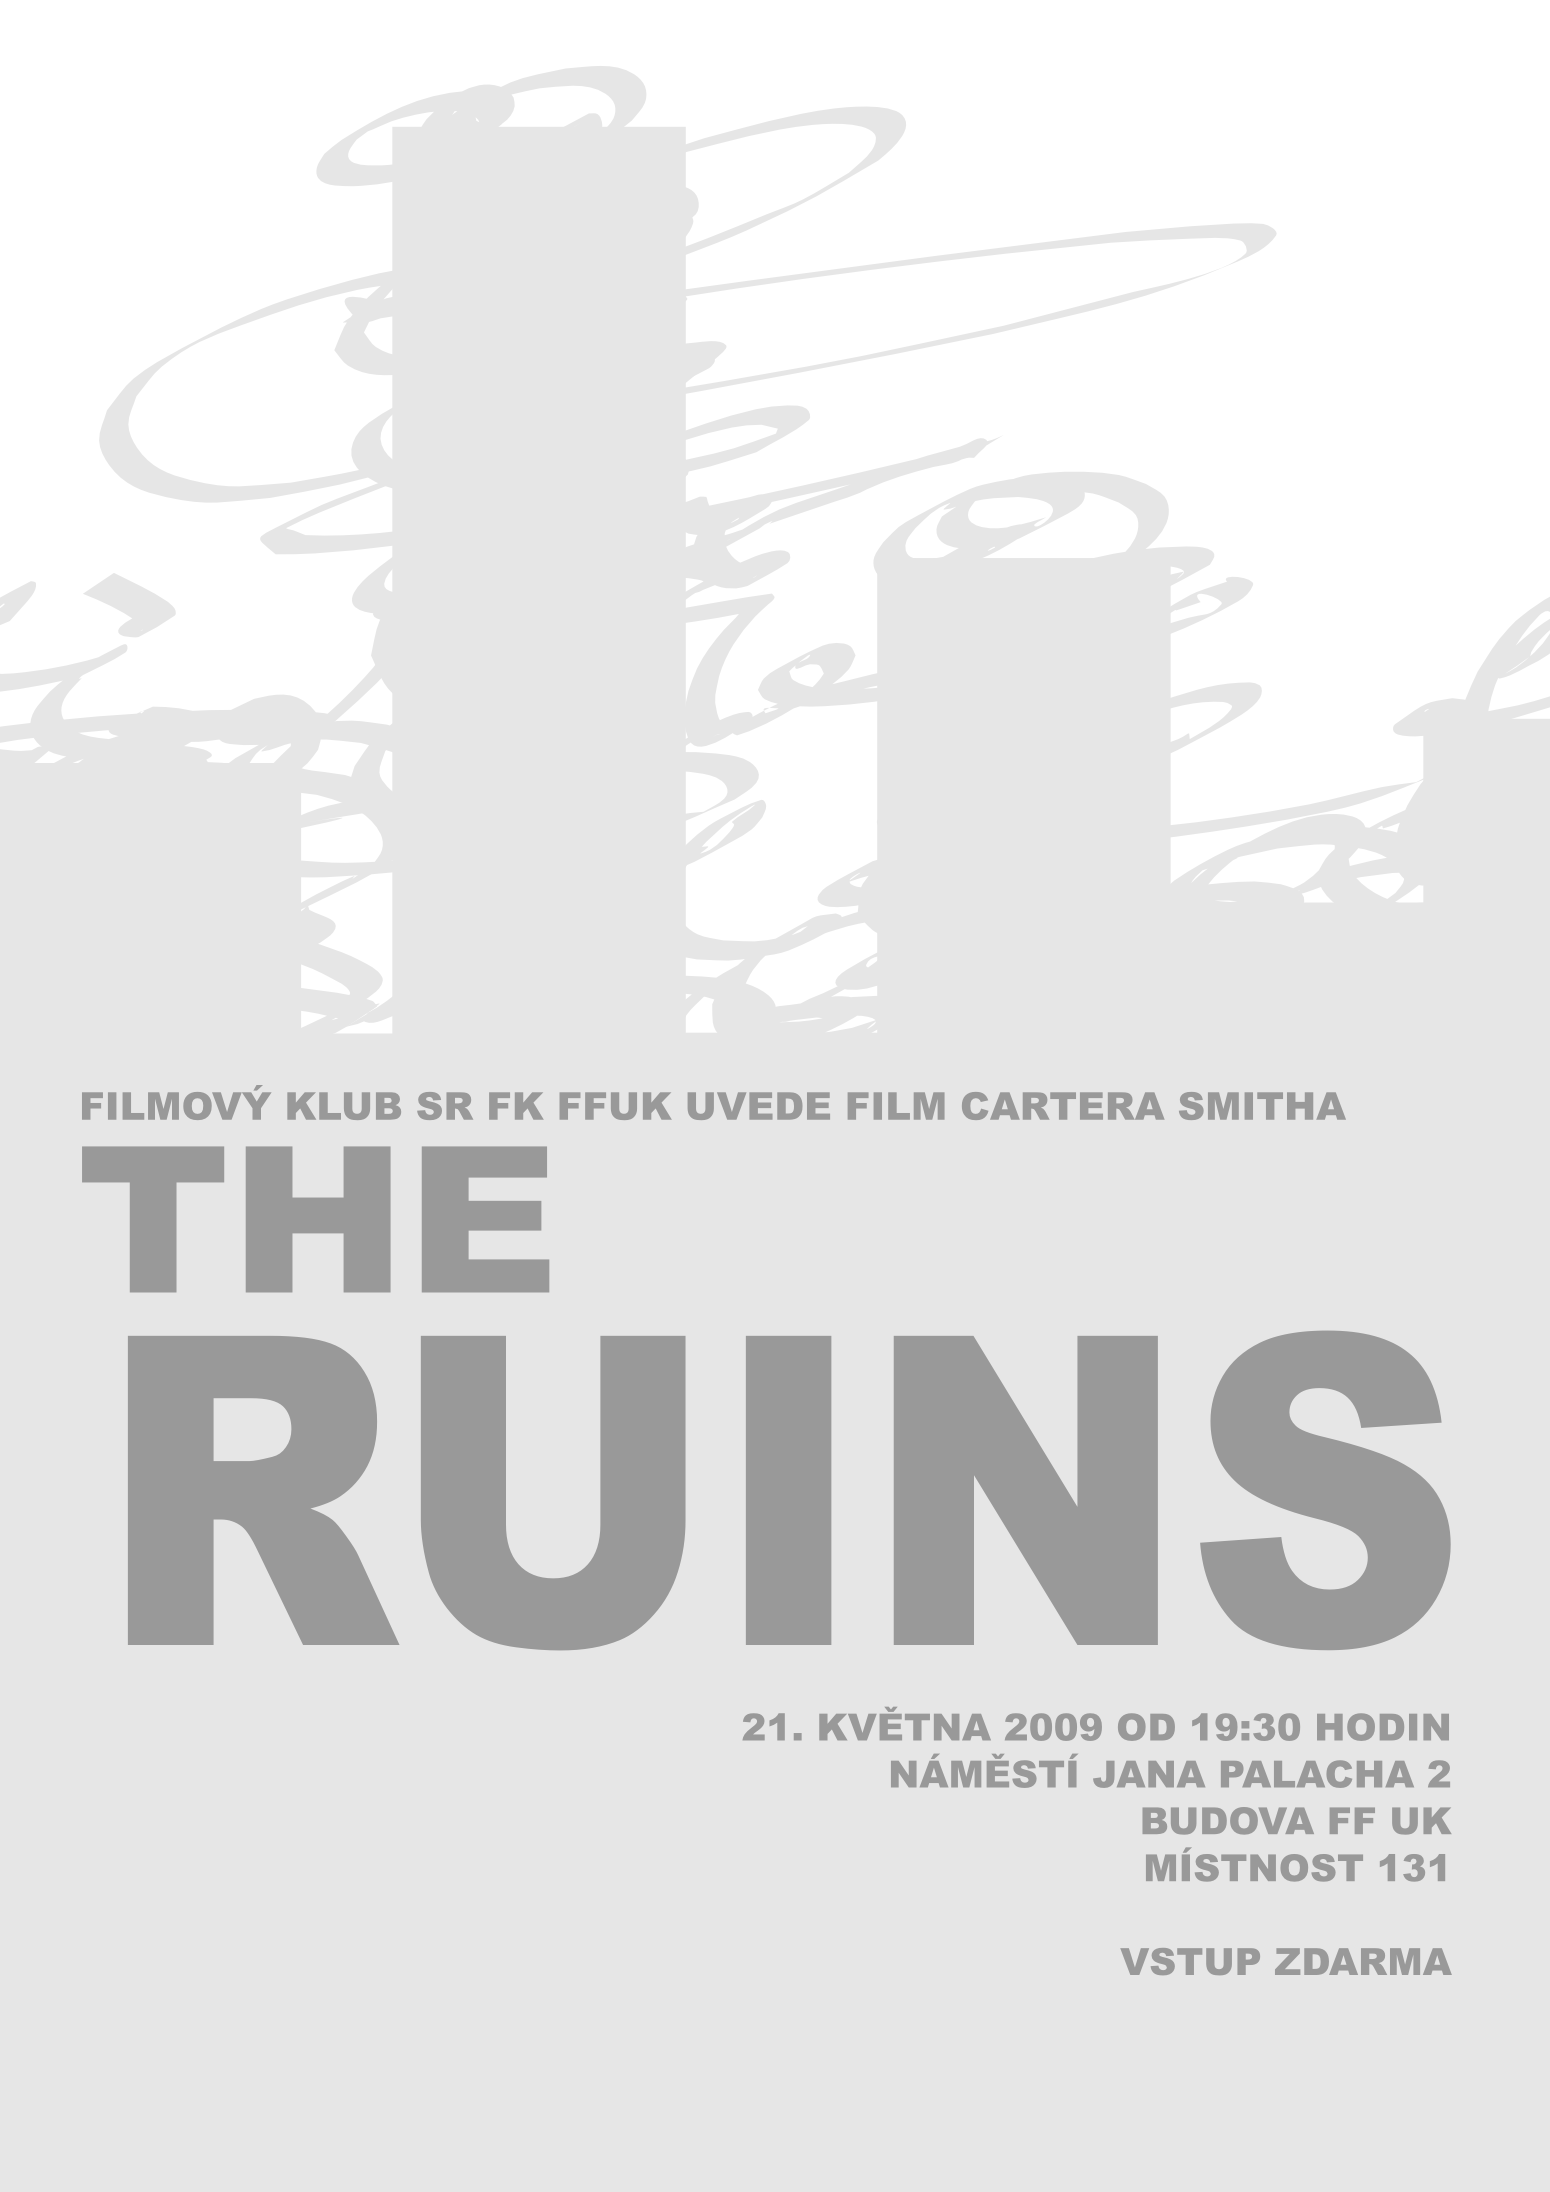 FILMOVÝ KLUB SR FK FFUK UVEDE FILM CARTERA SMITHA
THE
RUINS
21. KVĚTNA 2009 OD 19:30 HODIN
NÁMĚSTÍ JANA PALACHA 2
BUDOVA FF UK
MÍSTNOST 131
VSTUP ZDARMA